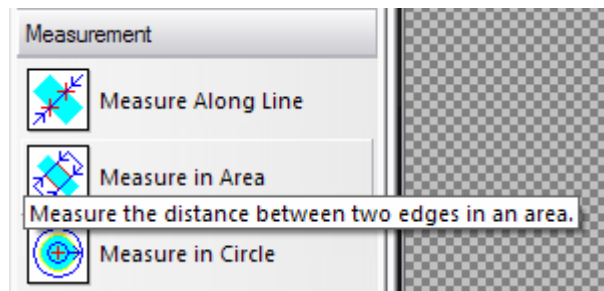 Measurement
Measure Along Line
Measure in Area
Measure the distance between two edges in an area.
Measure in Circle